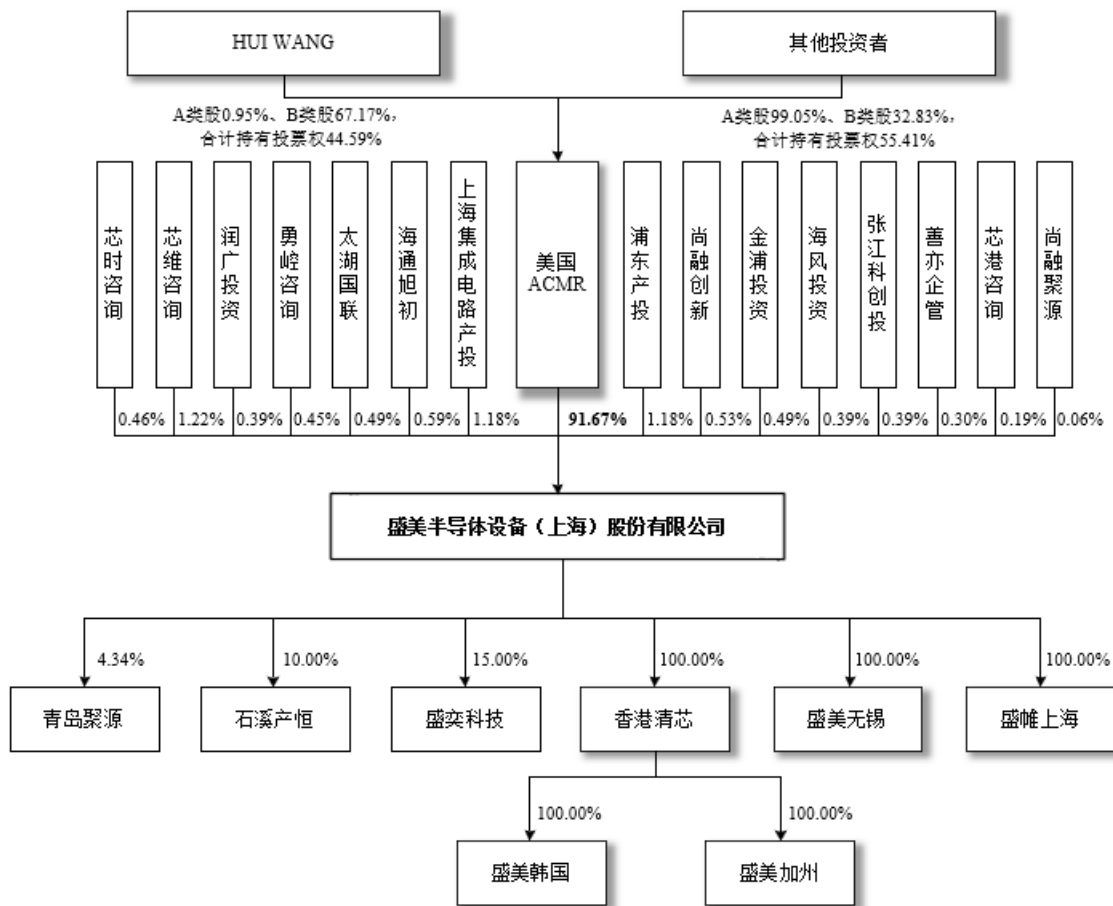 HUI WANG
其他投资者
A类股0.95%、B类股67.17%，
合计持有投票权44.59%
A类股99.05%、B类股32.83%，
合计持有投票权55.41%
芯时咨询
芯维咨询
润广投资
勇崆咨询
太湖国联
海通旭初
上海集成电路产投
美国
ACMR
浦东产投
尚融创新
金浦投资
海风投资
张江科创投
善亦企管
芯港咨询
尚融聚源
0.46%
1.22%
0.39%
0.45%
0.49%
0.59%
1.18%
91.67%
1.18%
0.53%
0.49%
0.39%
0.39%
0.30%
0.19%
0.06%
盛美半导体设备（上海）股份有限公司
4.34%
10.00%
15.00%
100.00%
100.00%
100.00%
青岛聚源
石溪产恒
盛奕科技
香港清芯
盛美无锡
盛帷上海
100.00%
100.00%
盛美韩国
盛美加州